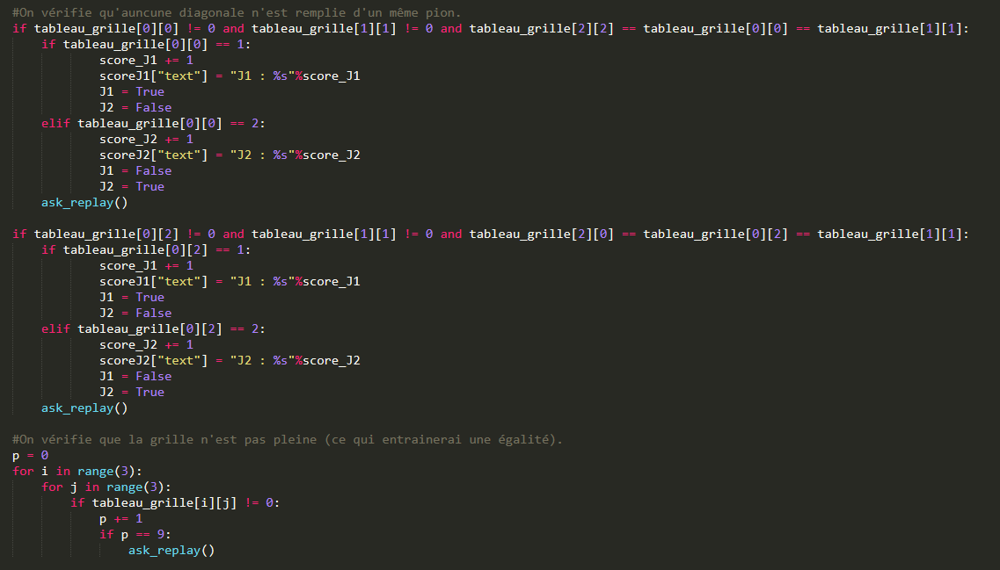 #On vérifie qu'auncune diagonale n'est remplie d'un même pion.
if tableau_grille[0][0] != 0 and tableau_grille[1][1] != 0 and tableau_grille[2][2] == tableau_grille[0][0] == tableau_grille[1][1]:
    if tableau_grille[0][0] == 1:
            score_J1 += 1
            scoreJ1["text"] = "J1 : %s"%score_J1
            J1 = True
            J2 = False
    elif tableau_grille[0][0] == 2:
            score_J2 += 1
            scoreJ2["text"] = "J2 : %s"%score_J2
            J1 = False
            J2 = True
    ask_replay()
if tableau_grille[0][2] != 0 and tableau_grille[1][1] != 0 and tableau_grille[2][0] == tableau_grille[0][2] == tableau_grille[1][1]:
    if tableau_grille[0][2] == 1:
            score_J1 += 1
            scoreJ1["text"] = "J1 : %s"%score_J1
            J1 = True
            J2 = False
    elif tableau_grille[0][2] == 2:
            score_J2 += 1
            scoreJ2["text"] = "J2 : %s"%score_J2
            J1 = False
            J2 = True
    ask_replay()
#On vérifie que la grille n'est pas pleine (ce qui entrainerai une égalité).
p = 0
for i in range(3):
    for j in range(3):
        if tableau_grille[i][j] != 0:
            p += 1
            if p == 9:
                ask_replay()